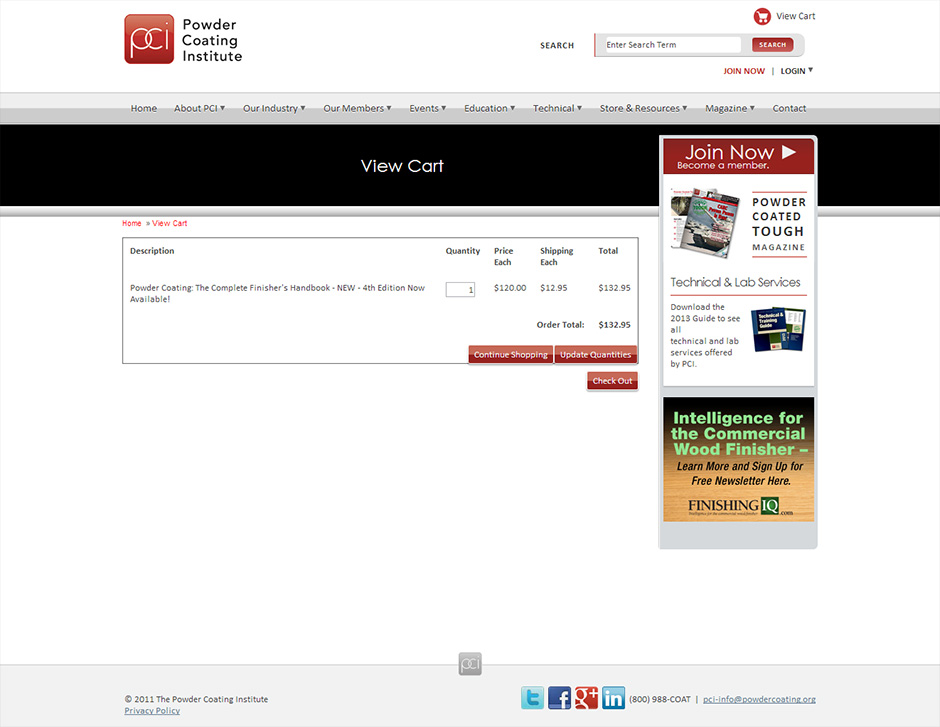 pci Powder
Coating
Institute
View Cart
SEARCH Enter Search Term SEARCH
JOIN NOW | LOGIN ▼
Home About PCI ▼ Our Industry ▼ Our Members ▼ Events ▼ Education ▼ Technical ▼ Store & Resources ▼ Magazine ▼ Contact
View Cart
Home » View Cart
Description Quantity Price Each Shipping Each Total
Powder Coating: The Complete Finisher's Handbook - NEW - 4th Edition Now
Available!
1 $120.00 $12.95 $132.95
Order Total: $132.95
Continue Shopping Update Quantities
Check Out
Join Now ▶
Become a member.
POWDER
COATED
TOUGH
MAGAZINE
Technical & Lab Services
Download the
2013 Guide to see
all
technical and lab
services offered
by PCI.
Technical &
Training
Guide
Intelligence for
the Commercial
Wood Finisher –
Learn More and Sign Up for
Free Newsletter Here.
FINISHING IQ .com
pci
© 2011 The Powder Coating Institute
Privacy Policy
(800) 988-COAT | pci-info@powdercoating.org